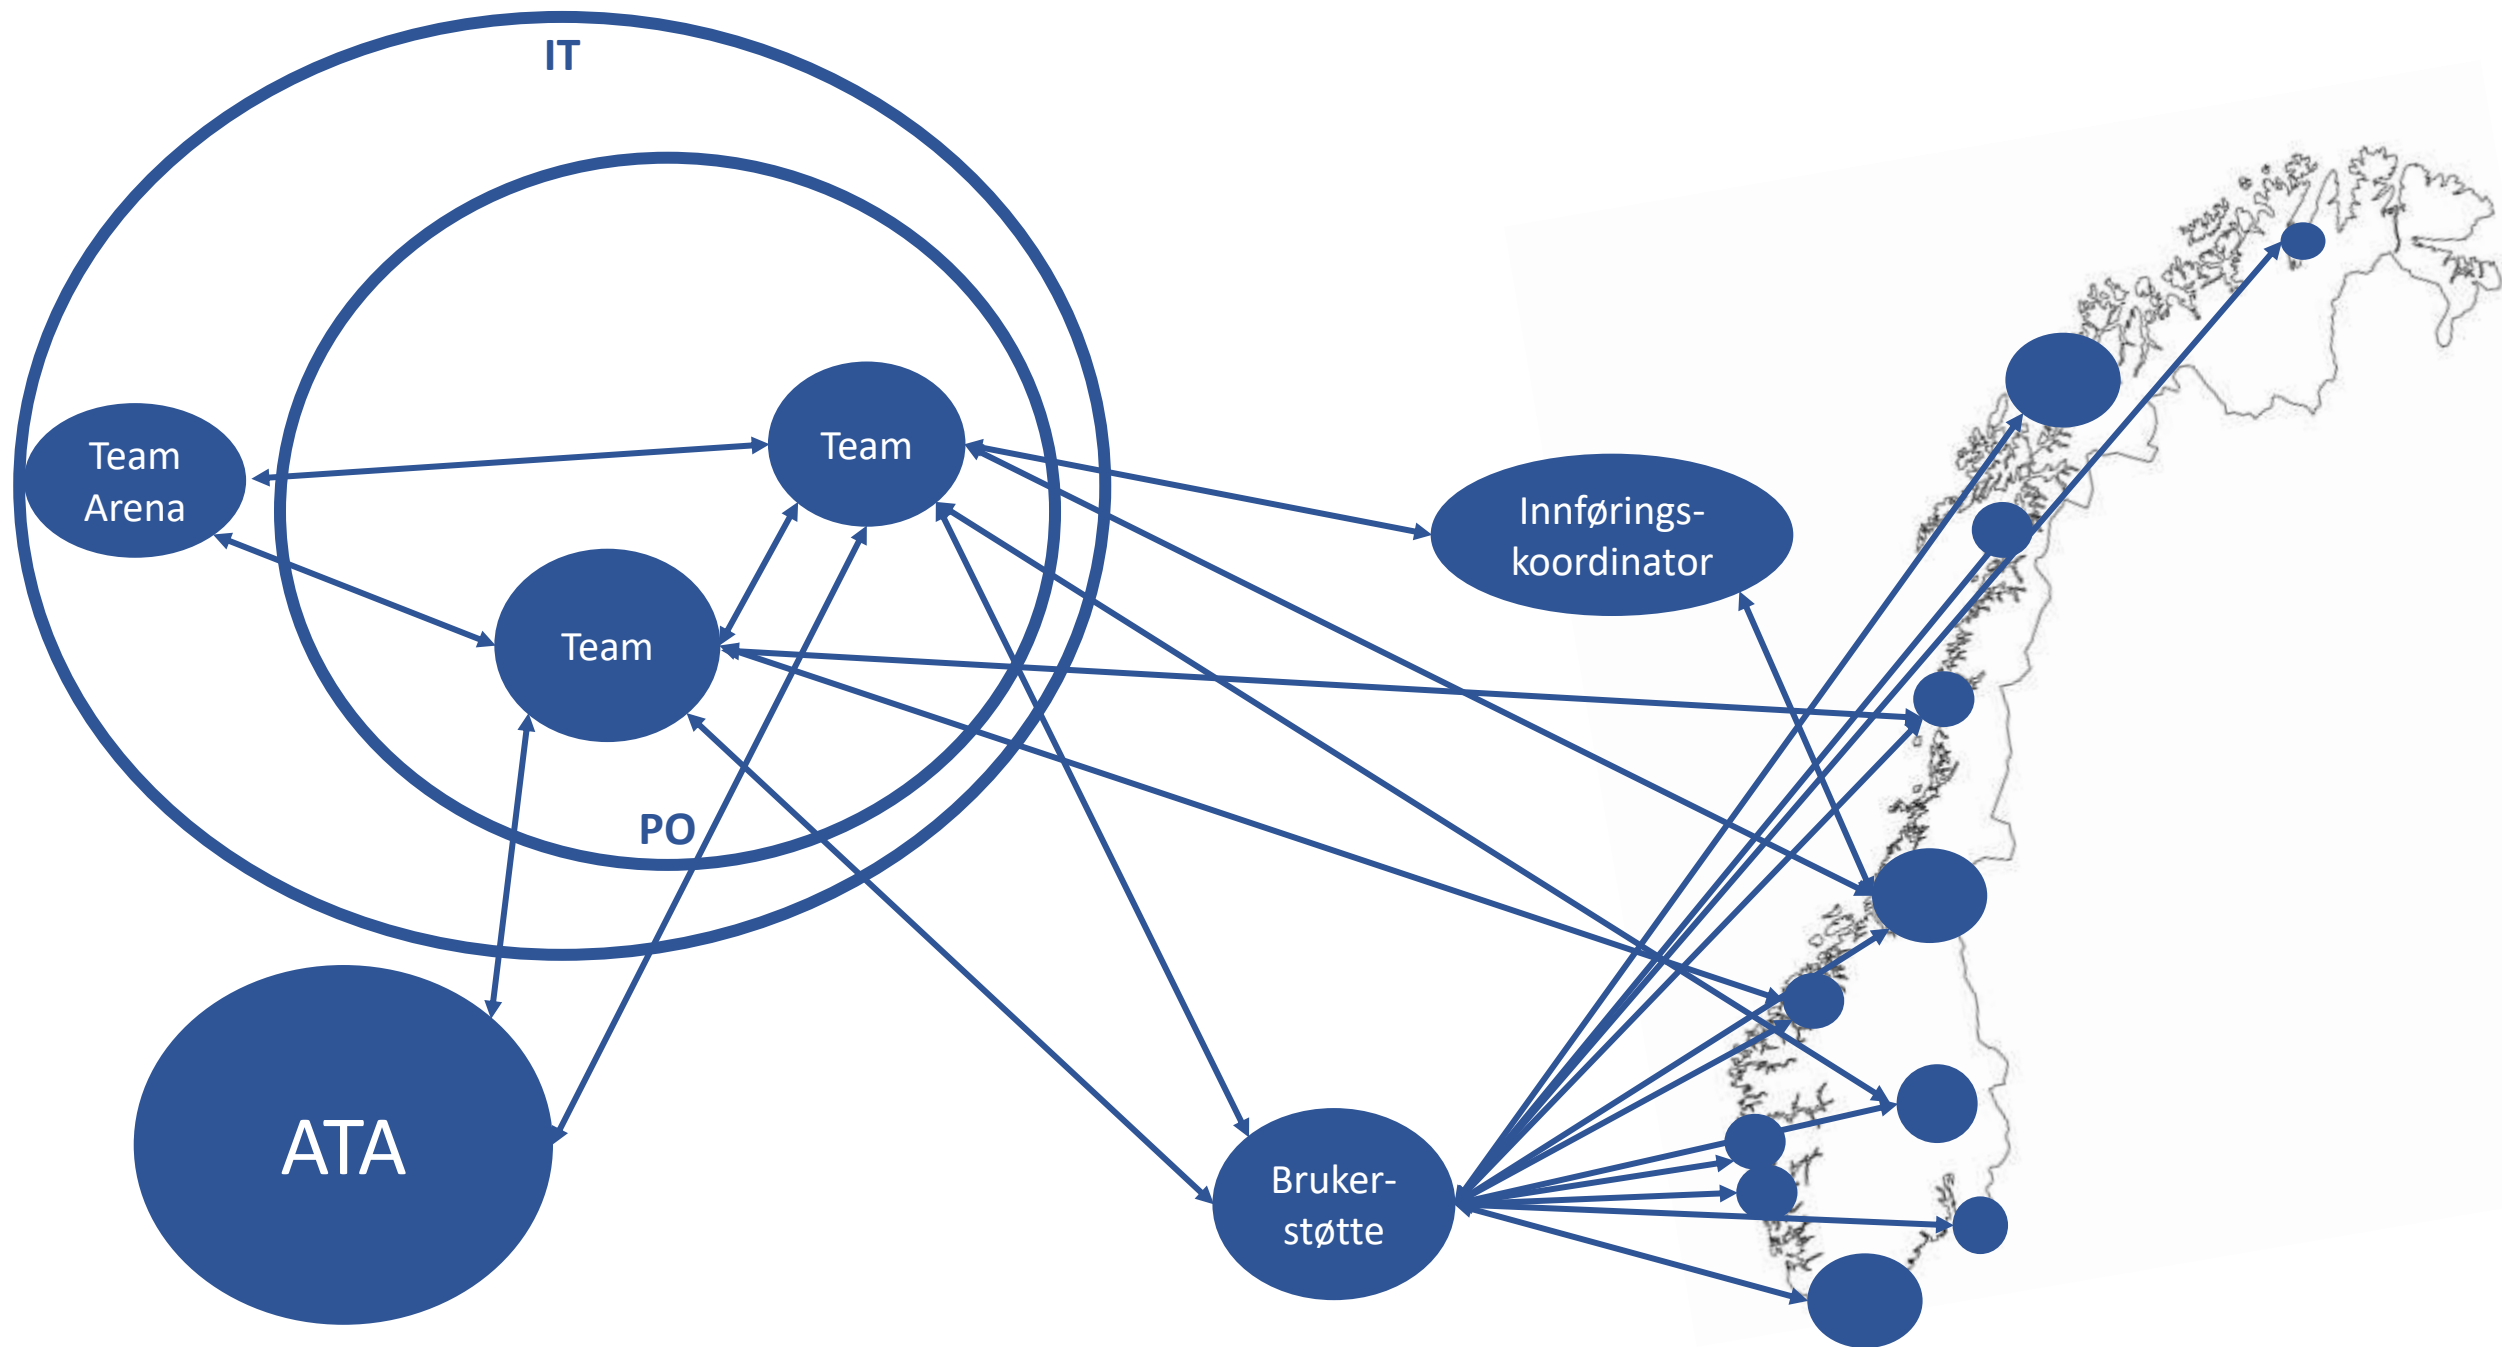 IT
Team
Arena
Team
Team
Innførings-
koordinator
PO
ATA
Bruker-
støtte